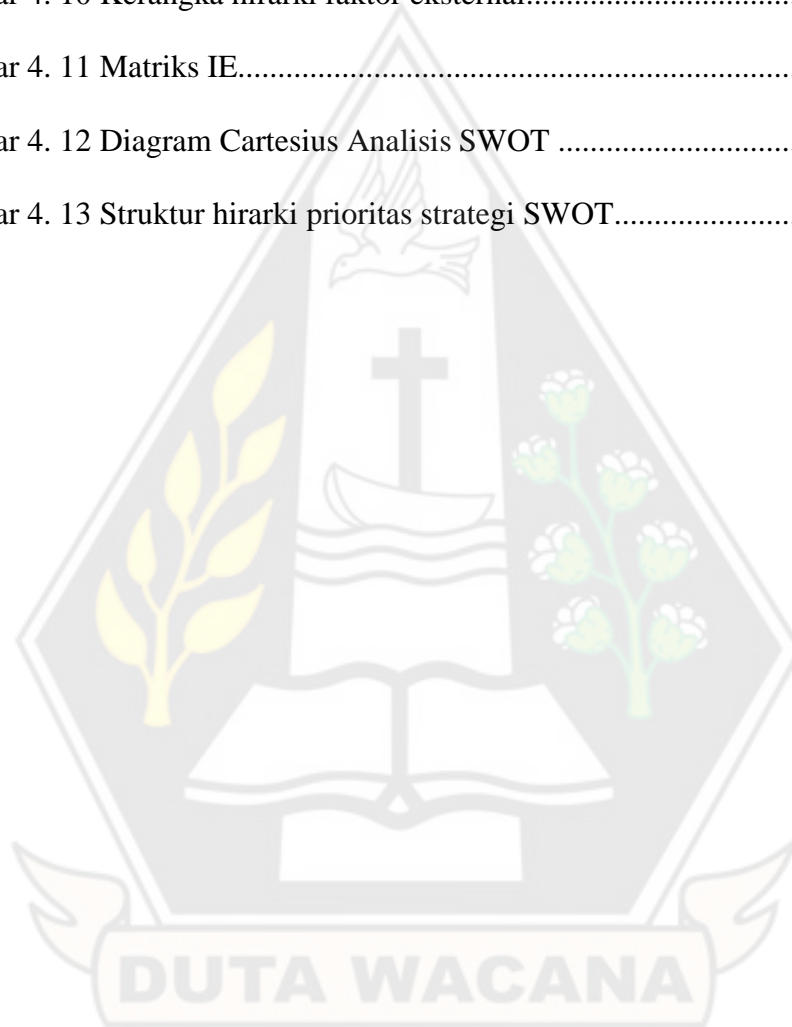 ar 4. 10 Kerangka hirarki faktor eksternal................................
ar 4. 11 Matriks IE.....................................................................
ar 4. 12 Diagram Cartesius Analisis SWOT .............................
ar 4. 13 Struktur hirarki prioritas strategi SWOT......................
DUTA WACANA